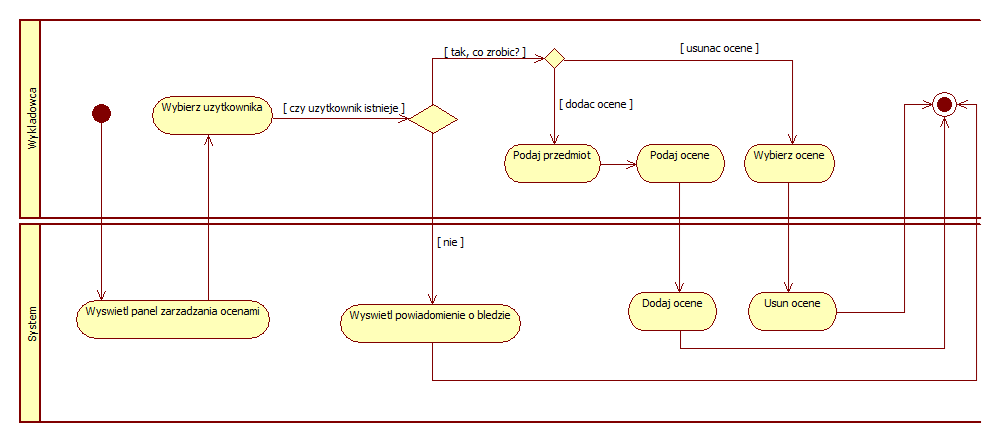 Wykladowca
[ tak, co zrobic? ]
[ usunac ocene ]
Wybierz uzytkownika
[ czy uzytkownik istnieje ]
[ dodac ocene ]
Podaj przedmiot
Podaj ocene
Wybierz ocene
System
[ nie ]
Wyswietl panel zarzadzania ocenami
Wyswietl powiadomienie o bledzie
Dodaj ocene
Usun ocene